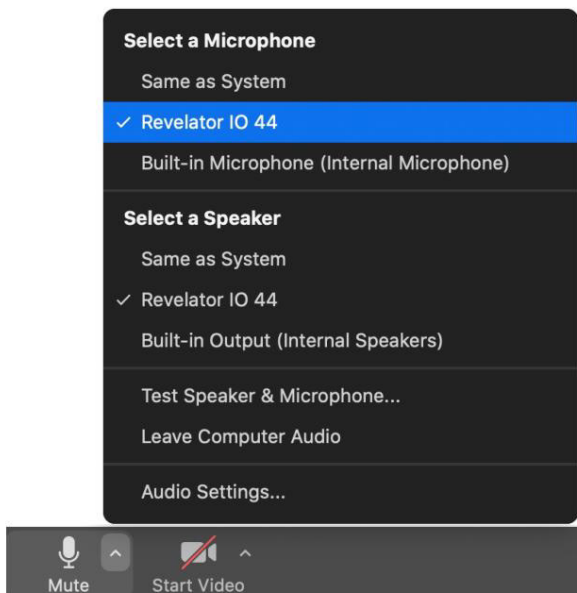 Select a Microphone
Same as System
Revelator IO 44
Built-in Microphone (Internal Microphone)
Select a Speaker
Same as System
Revelator IO 44
Built-in Output (Internal Speakers)
Test Speaker & Microphone...
Leave Computer Audio
Audio Settings...
Mute
Start Video